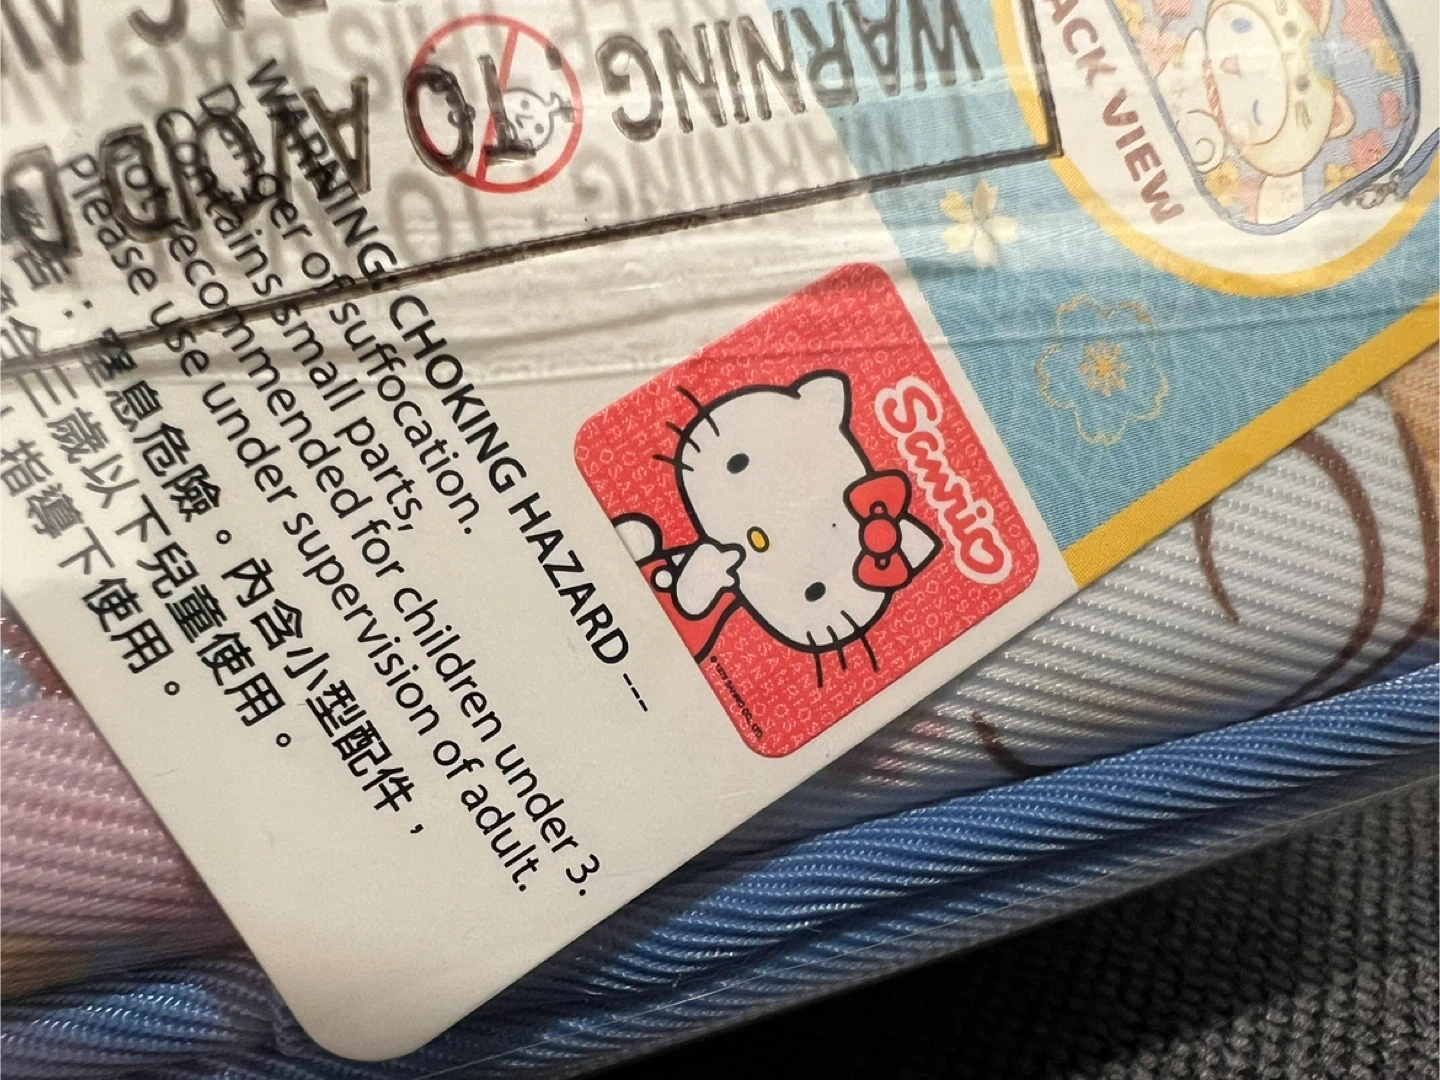 WARNING
TO AVOID D
BACK VIEW
Sanrio
WARNING: CHOKING HAZARD ---
Danger of suffocation.
Contains small parts,
Not recommended for children under 3.
Please use under supervision of adult.
告：窒息危險。內含小型配件，
三歲以下兒童使用。
指導下使用。